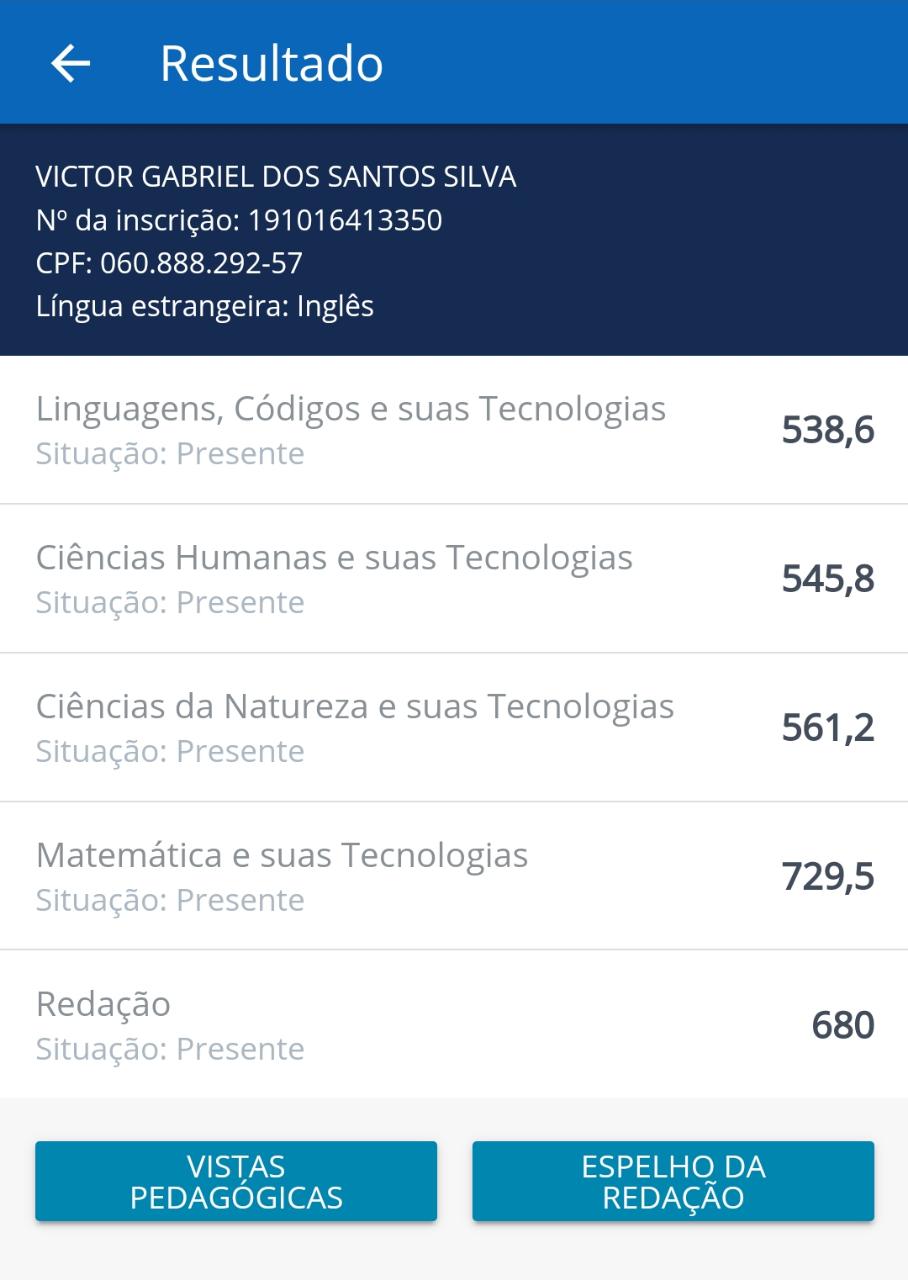 Resultado
VICTOR GABRIEL DOS SANTOS SILVA
Nº da inscrição: 191016413350
CPF: 060.888.292-57
Língua estrangeira: Inglês
Linguagens, Códigos e suas Tecnologias
Situação: Presente
538,6
Ciências Humanas e suas Tecnologias
Situação: Presente
545,8
Ciências da Natureza e suas Tecnologias
Situação: Presente
561,2
Matemática e suas Tecnologias
Situação: Presente
729,5
Redação
Situação: Presente
680
VISTAS
PEDAGÓGICAS
ESPELHO DA
REDAÇÃO